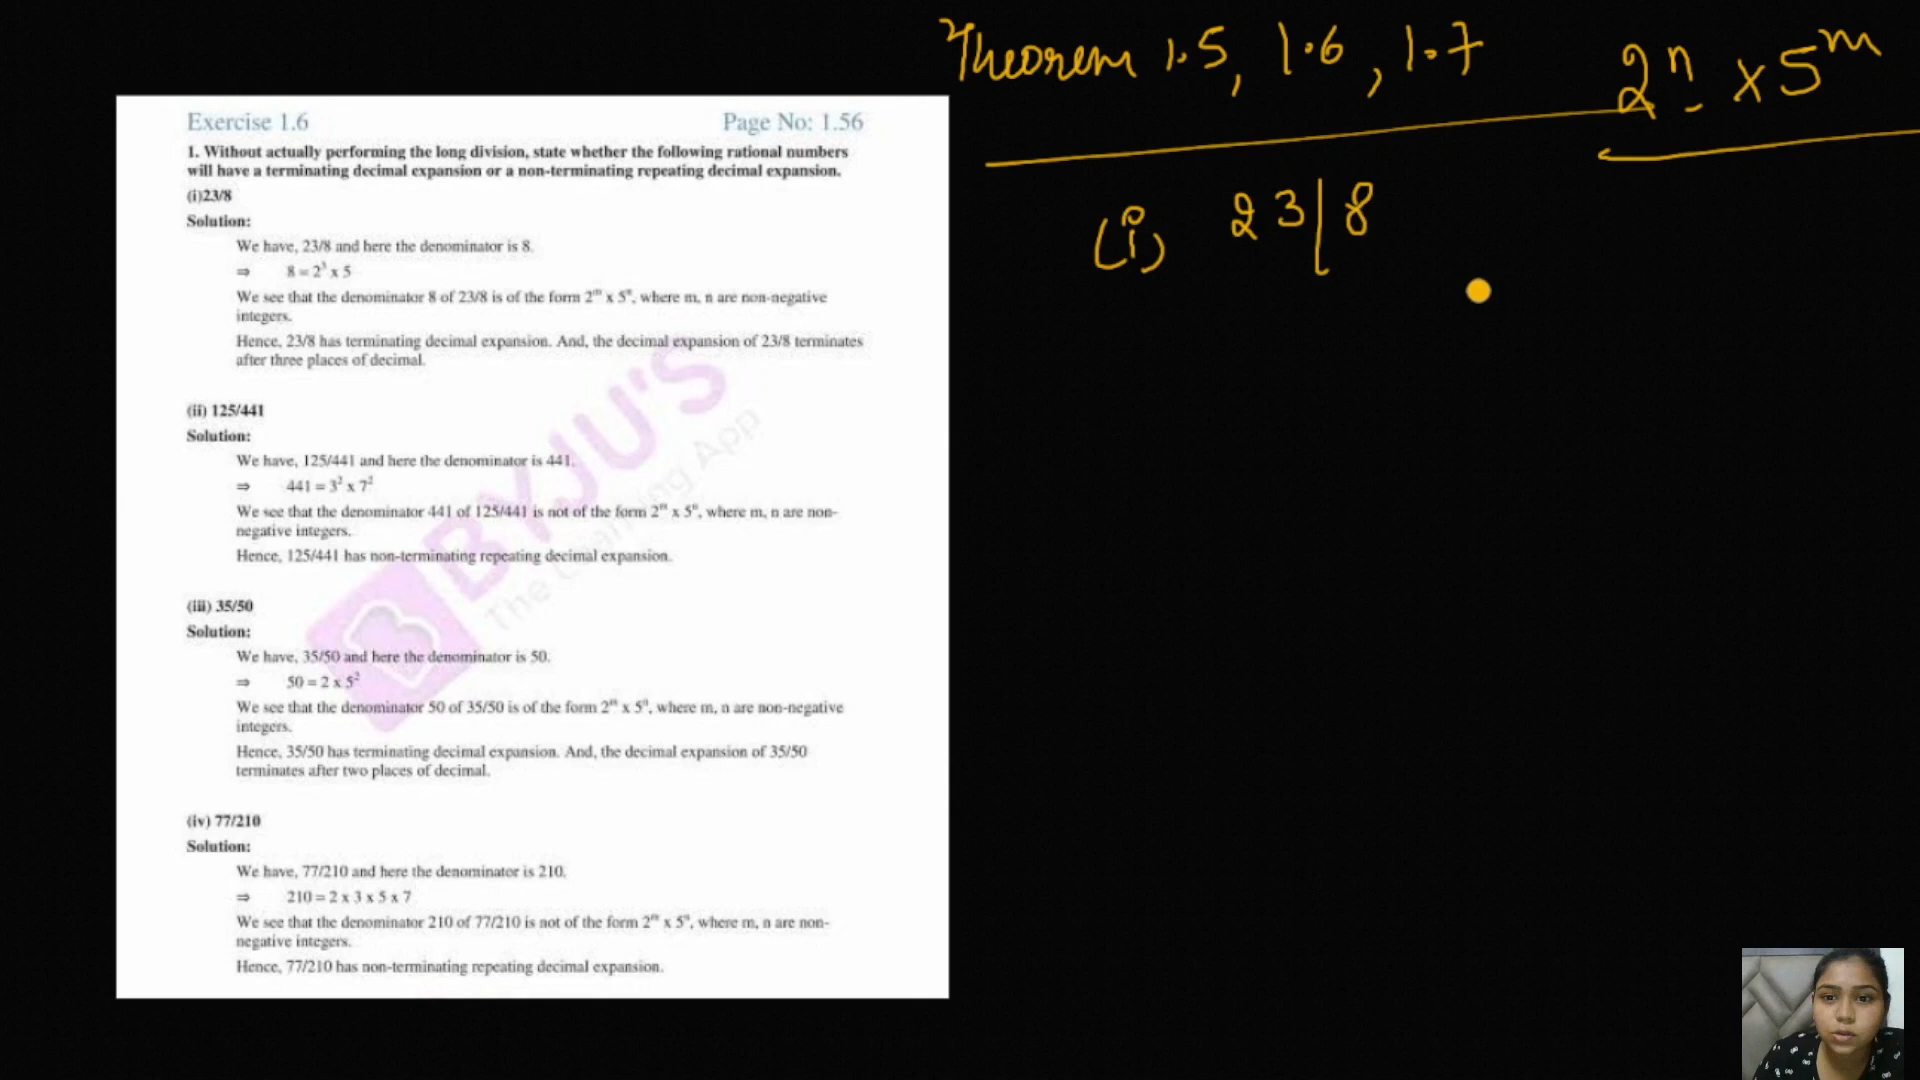 Theorem 1.5, 1.6, 1.7
2ⁿ x 5ᵐ
(i) 23/8
Exercise 1.6 Page No: 1.56
1. Without actually performing the long division, state whether the following rational numbers
will have a terminating decimal expansion or a non-terminating repeating decimal expansion.
(i)23/8
Solution:
We have, 23/8 and here the denominator is 8.
⇒ 8 = 2³ x 5
We see that the denominator 8 of 23/8 is of the form 2ᵐ x 5ⁿ, where m, n are non-negative
integers.
Hence, 23/8 has terminating decimal expansion. And, the decimal expansion of 23/8 terminates
after three places of decimal.
(ii) 125/441
Solution:
We have, 125/441 and here the denominator is 441.
⇒ 441 = 3² x 7²
We see that the denominator 441 of 125/441 is not of the form 2ᵐ x 5ⁿ, where m, n are non-
negative integers.
Hence, 125/441 has non-terminating repeating decimal expansion.
(iii) 35/50
Solution:
We have, 35/50 and here the denominator is 50.
⇒ 50 = 2 x 5²
We see that the denominator 50 of 35/50 is of the form 2ᵐ x 5ⁿ, where m, n are non-negative
integers.
Hence, 35/50 has terminating decimal expansion. And, the decimal expansion of 35/50
terminates after two places of decimal.
(iv) 77/210
Solution:
We have, 77/210 and here the denominator is 210.
⇒ 210 = 2 x 3 x 5 x 7
We see that the denominator 210 of 77/210 is not of the form 2ᵐ x 5ⁿ, where m, n are non-
negative integers.
Hence, 77/210 has non-terminating repeating decimal expansion.
BYJU'S
The Learning App